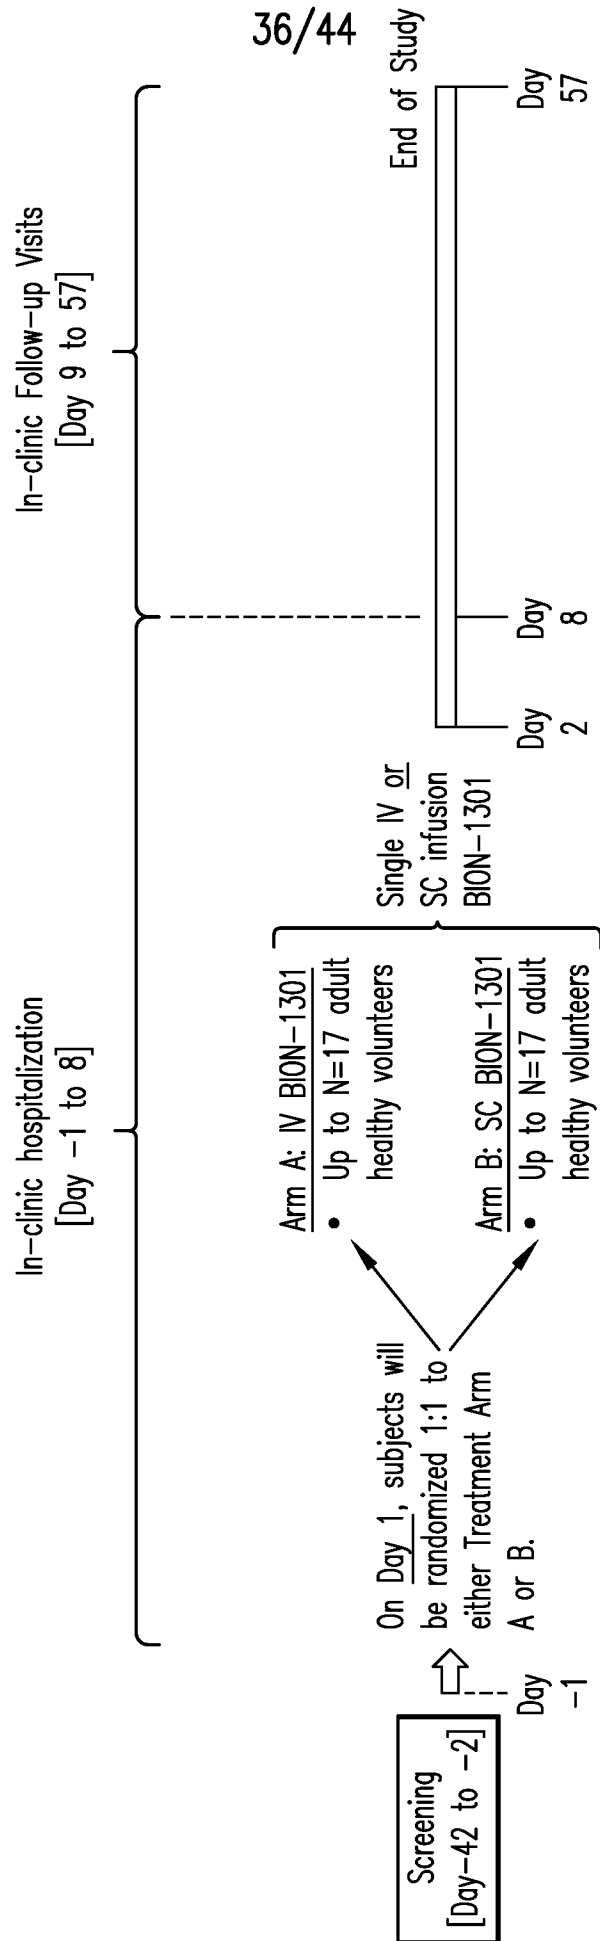 36/44
In-clinic hospitalization
[Day -1 to 8]
In-clinic Follow-up Visits
[Day 9 to 57]
Screening
[Day-42 to -2]
Day
-1
On Day 1, subjects will
be randomized 1:1 to
either Treatment Arm
A or B.
Arm A: IV BION-1301
• Up to N=17 adult
healthy volunteers
Arm B: SC BION-1301
• Up to N=17 adult
healthy volunteers
Single IV or
SC infusion
BION-1301
Day
2
Day
8
End of Study
Day
57